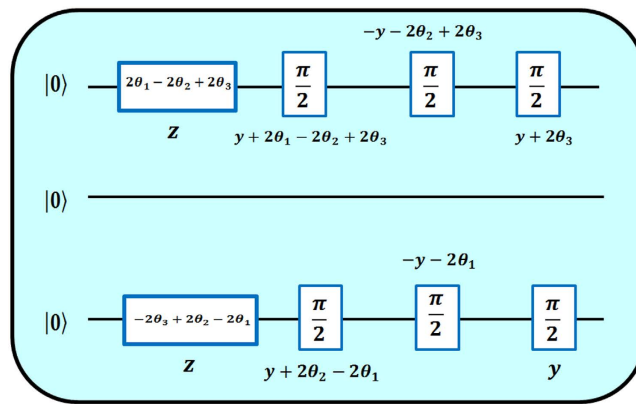 −y − 2θ₂ + 2θ₃
|0⟩ 2θ₁ − 2θ₂ + 2θ₃ π/2 π/2 π/2
z y + 2θ₁ − 2θ₂ + 2θ₃ y + 2θ₃
|0⟩
−y − 2θ₁
|0⟩ −2θ₃ + 2θ₂ − 2θ₁ π/2 π/2 π/2
z y + 2θ₂ − 2θ₁ y